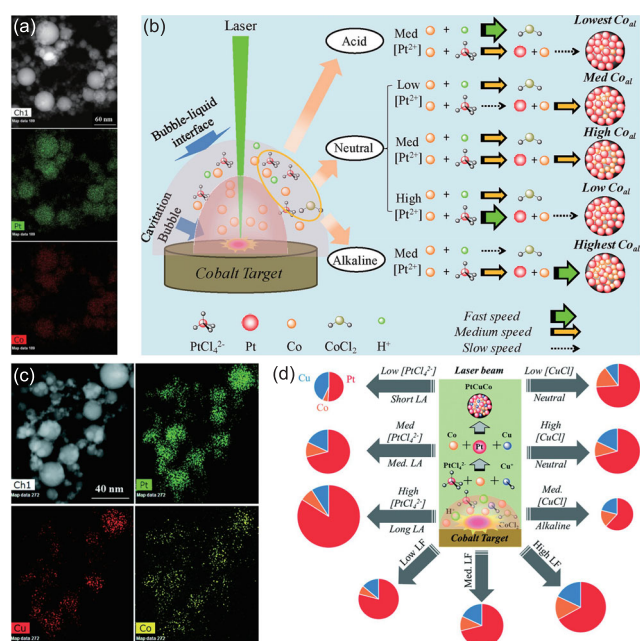 (a)
Ch1
Map data 186
60 nm
Pt
Map data 186
Co
Map data 186
(b)
Laser
Bubble-liquid
interface
Cavitation
Bubble
Cobalt Target
Acid
Neutral
Alkaline
Med
[Pt²⁺]
+
+
+
Lowest Coₐₗ
Low
[Pt²⁺]
+
+
+
Med Coₐₗ
Med
[Pt²⁺]
+
+
+
High Coₐₗ
High
[Pt²⁺]
+
+
+
Low Coₐₗ
Med
[Pt²⁺]
+
+
+
Highest Coₐₗ
PtCl₄²⁻
Pt
Co
CoCl₂
H⁺
Fast speed
Medium speed
Slow speed
(c)
Ch1
Map data 272
40 nm
Pt
Map data 272
Cu
Map data 272
Co
Map data 272
(d)
Cu
Pt
Co
Low [PtCl₄²⁻]
Short LA
Med
[PtCl₄²⁻]
Med. LA
High
[PtCl₄²⁻]
Long LA
Laser beam
PtCuCo
Co
Cu
+
Pt
+
PtCl₄²⁻
Cu⁺
+
+
H⁺
CoCl₂
Cobalt Target
Low [CuCl]
Neutral
High
[CuCl]
Neutral
Med.
[CuCl]
Alkaline
Low LF
Med. LF
High LF